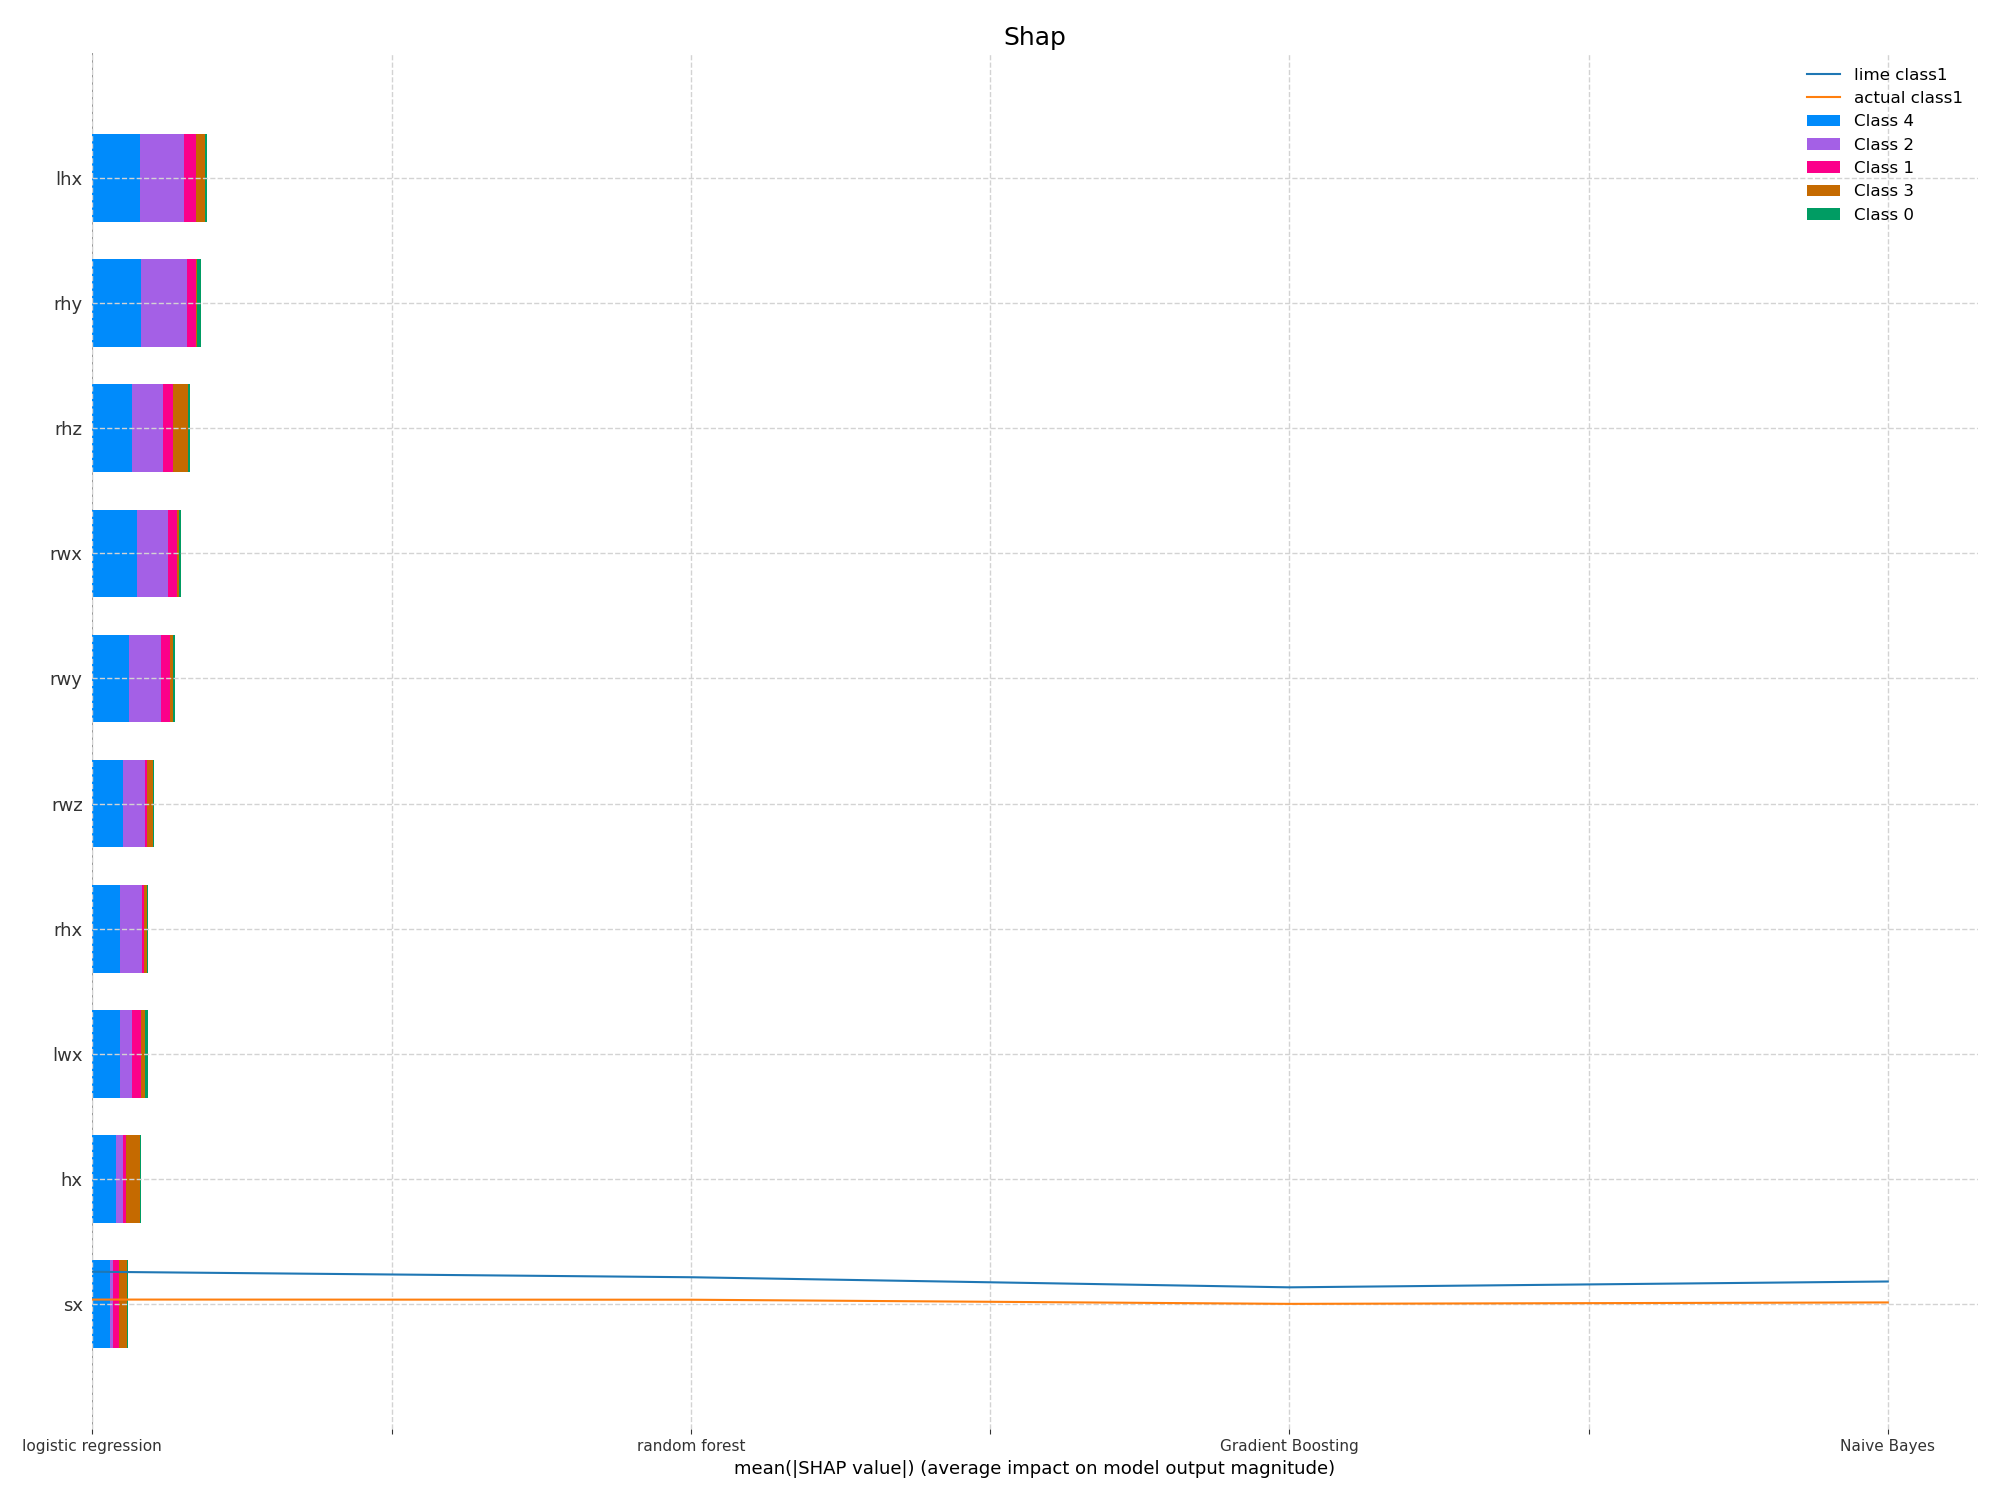 Shap
lime class1
actual class1
Class 4
Class 2
Class 1
Class 3
Class 0
lhx
rhy
rhz
rwx
rwy
rwz
rhx
lwx
hx
sx
logistic regression random forest Gradient Boosting Naive Bayes
mean(|SHAP value|) (average impact on model output magnitude)